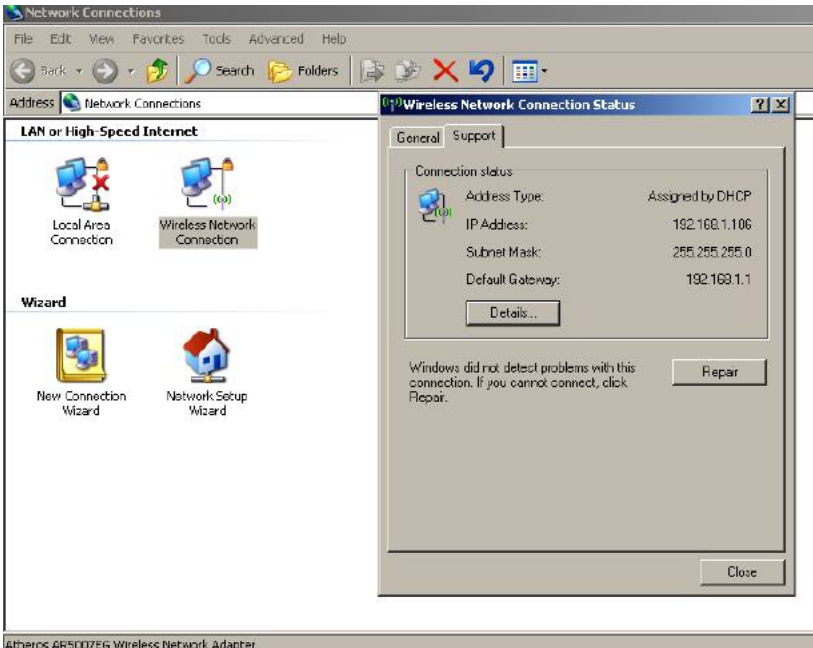 Network Connections
File Edit View Favorites Tools Advanced Help
Back Search Folders
Address Network Connections
LAN or High-Speed Internet
Local Area
Connection
Wireless Network
Connection
Wizard
New Connection
Wizard
Network Setup
Wizard
Wireless Network Connection Status
General Support
Connection status
Address Type: Assigned by DHCP
IP Address: 192.168.1.106
Subnet Mask: 255.255.255.0
Default Gateway: 192.168.1.1
Details...
Windows did not detect problems with this
connection. If you cannot connect, click
Repair.
Repair
Close
Atheros AR5007EG Wireless Network Adapter